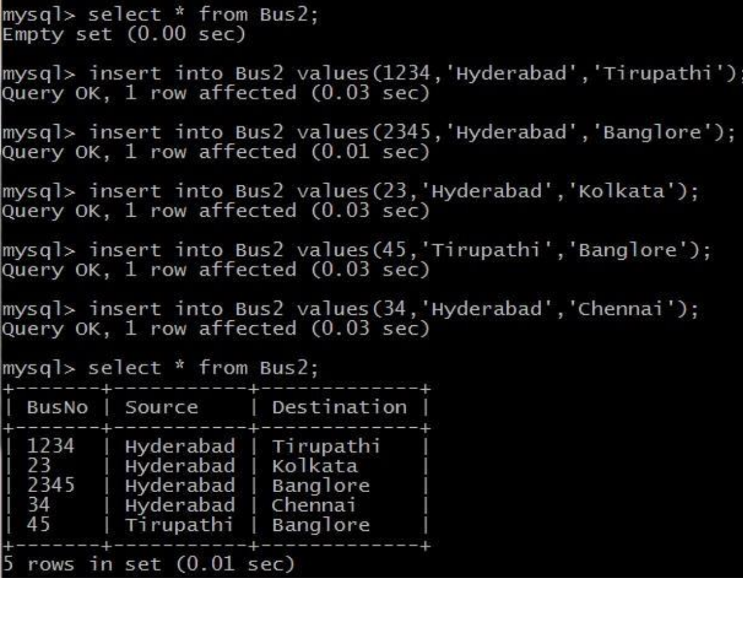 mysql> select * from Bus2;
Empty set (0.00 sec)
mysql> insert into Bus2 values(1234,'Hyderabad','Tirupathi');
Query OK, 1 row affected (0.03 sec)
mysql> insert into Bus2 values(2345,'Hyderabad','Banglore');
Query OK, 1 row affected (0.01 sec)
mysql> insert into Bus2 values(23,'Hyderabad','Kolkata');
Query OK, 1 row affected (0.03 sec)
mysql> insert into Bus2 values(45,'Tirupathi','Banglore');
Query OK, 1 row affected (0.03 sec)
mysql> insert into Bus2 values(34,'Hyderabad','Chennai');
Query OK, 1 row affected (0.03 sec)
mysql> select * from Bus2;
+-------+-----------+-------------+
| BusNo | Source    | Destination |
+-------+-----------+-------------+
| 1234  | Hyderabad | Tirupathi   |
| 23    | Hyderabad | Kolkata     |
| 2345  | Hyderabad | Banglore    |
| 34    | Hyderabad | Chennai     |
| 45    | Tirupathi | Banglore    |
+-------+-----------+-------------+
5 rows in set (0.01 sec)